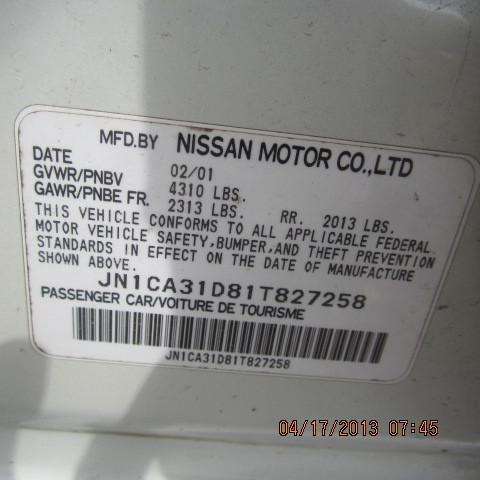 MFD.BY NISSAN MOTOR CO.,LTD
DATE 02/01
GVWR/PNBV 4310 LBS.
GAWR/PNBE FR. 2313 LBS. RR. 2013 LBS.
THIS VEHICLE CONFORMS TO ALL APPLICABLE FEDERAL
MOTOR VEHICLE SAFETY,BUMPER,AND THEFT PREVENTION
STANDARDS IN EFFECT ON THE DATE OF MANUFACTURE
SHOWN ABOVE.
JN1CA31D81T827258
PASSENGER CAR/VOITURE DE TOURISME
JN1CA31D81T827258
04/17/2013 07:45